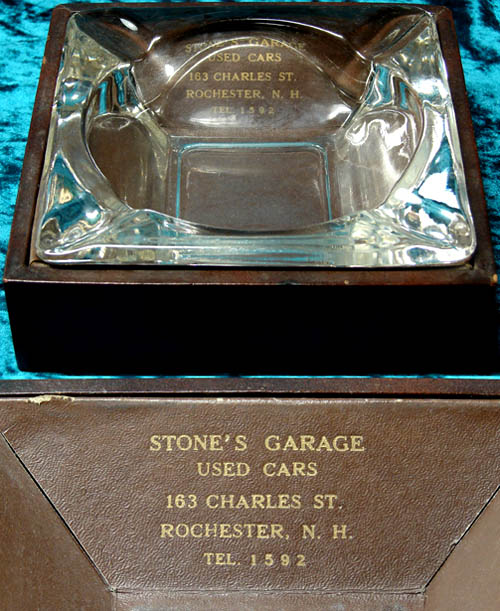 STONE'S GARAGE
USED CARS
163 CHARLES ST.
ROCHESTER, N. H.
TEL. 1592
STONE'S GARAGE
USED CARS
163 CHARLES ST.
ROCHESTER, N. H.
TEL. 1592